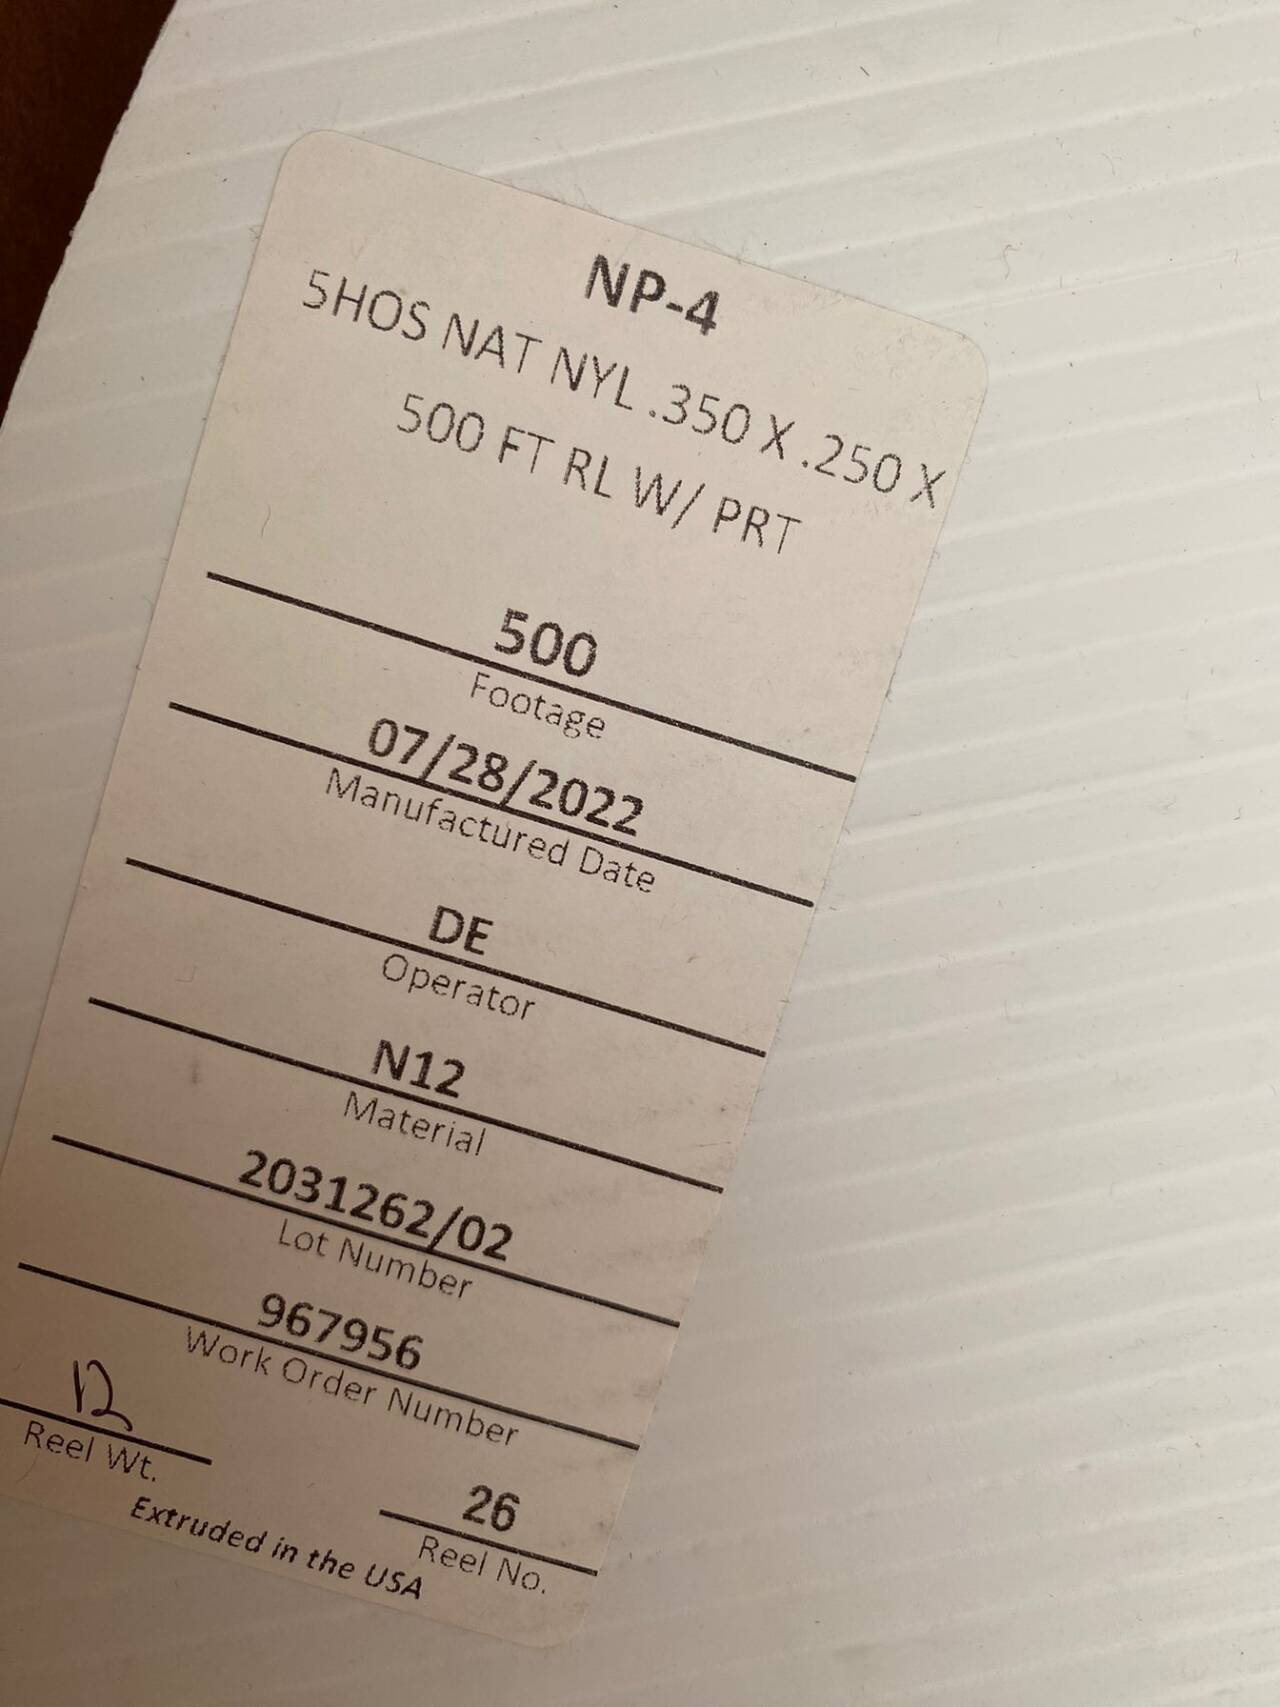 NP-4
5HOS NAT NYL .350 X .250 X
500 FT RL W/ PRT
500
Footage
07/28/2022
Manufactured Date
DE
Operator
N12
Material
2031262/02
Lot Number
967956
Work Order Number
12
Reel Wt.
26
Reel No.
Extruded in the USA